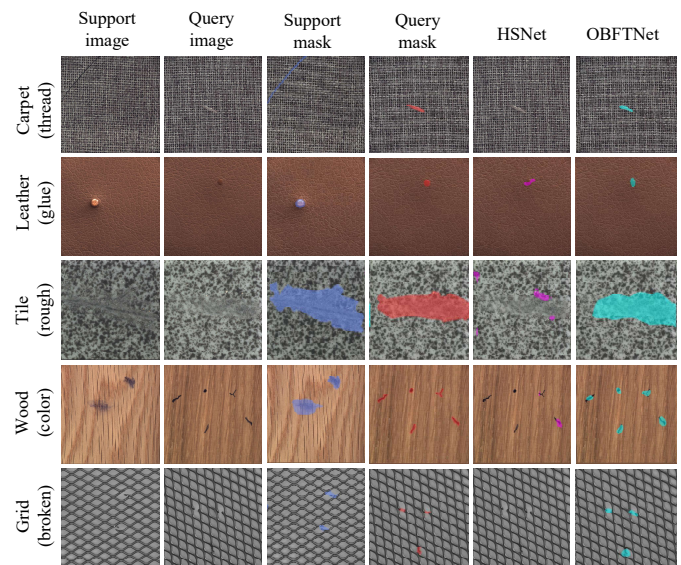 Support image
Query image
Support mask
Query mask
HSNet
OBFTNet
Carpet (thread)
Leather (glue)
Tile (rough)
Wood (color)
Grid (broken)